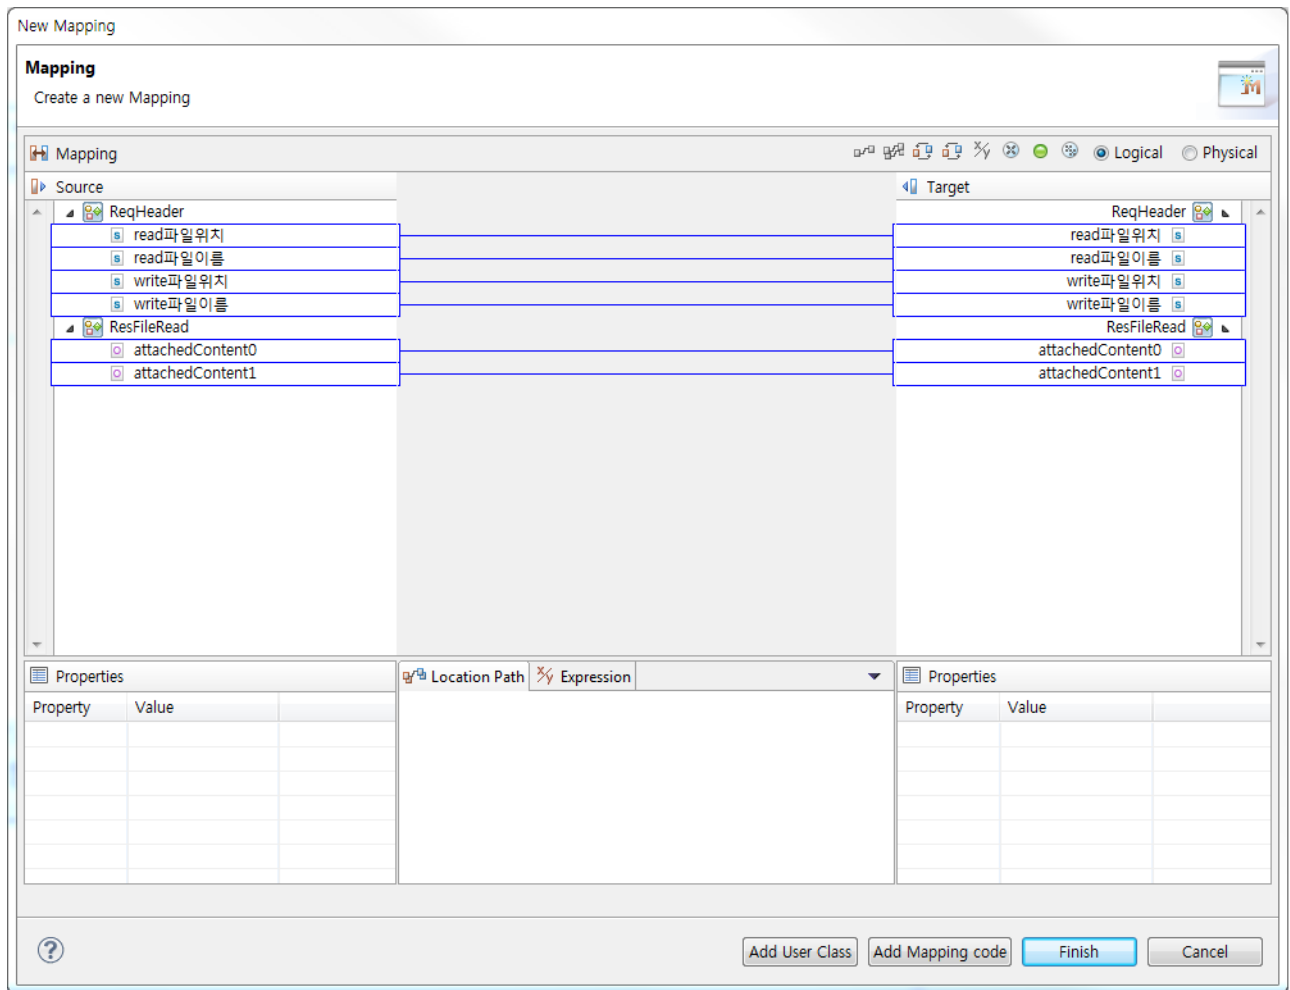 New Mapping
Mapping
Create a new Mapping
Mapping
Logical
Physical
Source
Target
ReqHeader
ReqHeader
read파일위치
read파일위치
read파일이름
read파일이름
write파일위치
write파일위치
write파일이름
write파일이름
ResFileRead
ResFileRead
attachedContent0
attachedContent0
attachedContent1
attachedContent1
Properties
Location Path
Expression
Properties
Property Value
Property Value
Add User Class
Add Mapping code
Finish
Cancel